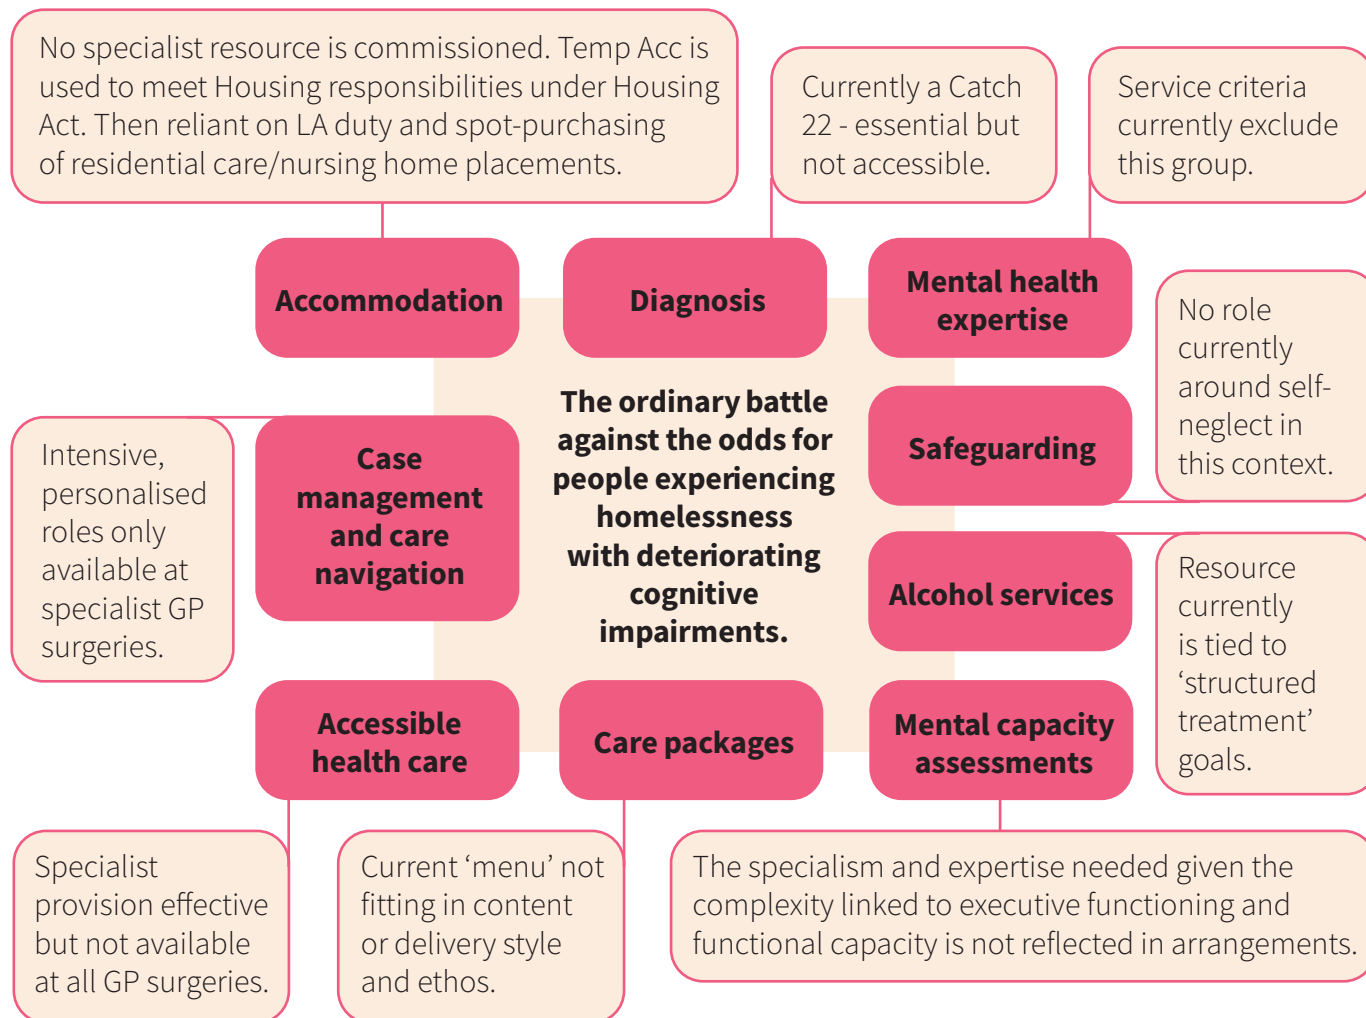 No specialist resource is commissioned. Temp Acc is
used to meet Housing responsibilities under Housing
Act. Then reliant on LA duty and spot-purchasing
of residential care/nursing home placements.
Currently a Catch
22 - essential but
not accessible.
Service criteria
currently exclude
this group.
Accommodation
Diagnosis
Mental health
expertise
No role
currently
around self-
neglect in
this context.
Intensive,
personalised
roles only
available at
specialist GP
surgeries.
Case
management
and care
navigation
The ordinary battle
against the odds for
people experiencing
homelessness
with deteriorating
cognitive
impairments.
Safeguarding
Alcohol services
Resource
currently
is tied to
‘structured
treatment’
goals.
Accessible
health care
Care packages
Mental capacity
assessments
Specialist
provision effective
but not available
at all GP surgeries.
Current ‘menu’ not
fitting in content
or delivery style
and ethos.
The specialism and expertise needed given the
complexity linked to executive functioning and
functional capacity is not reflected in arrangements.